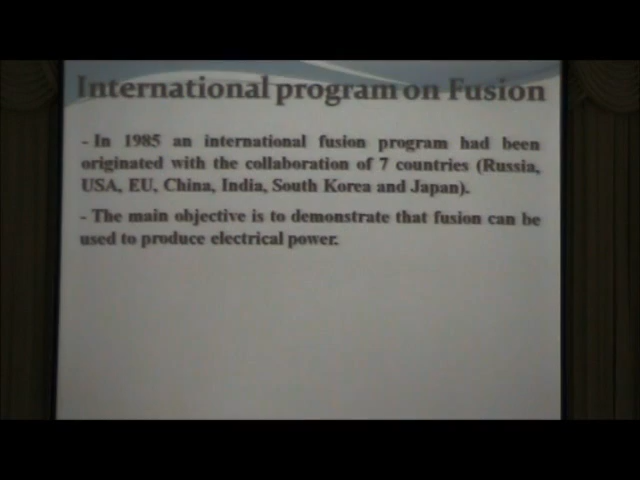 International program on Fusion
- In 1985 an international fusion program had been
originated with the collaboration of 7 countries (Russia,
USA, EU, China, India, South Korea and Japan).
- The main objective is to demonstrate that fusion can be
used to produce electrical power.